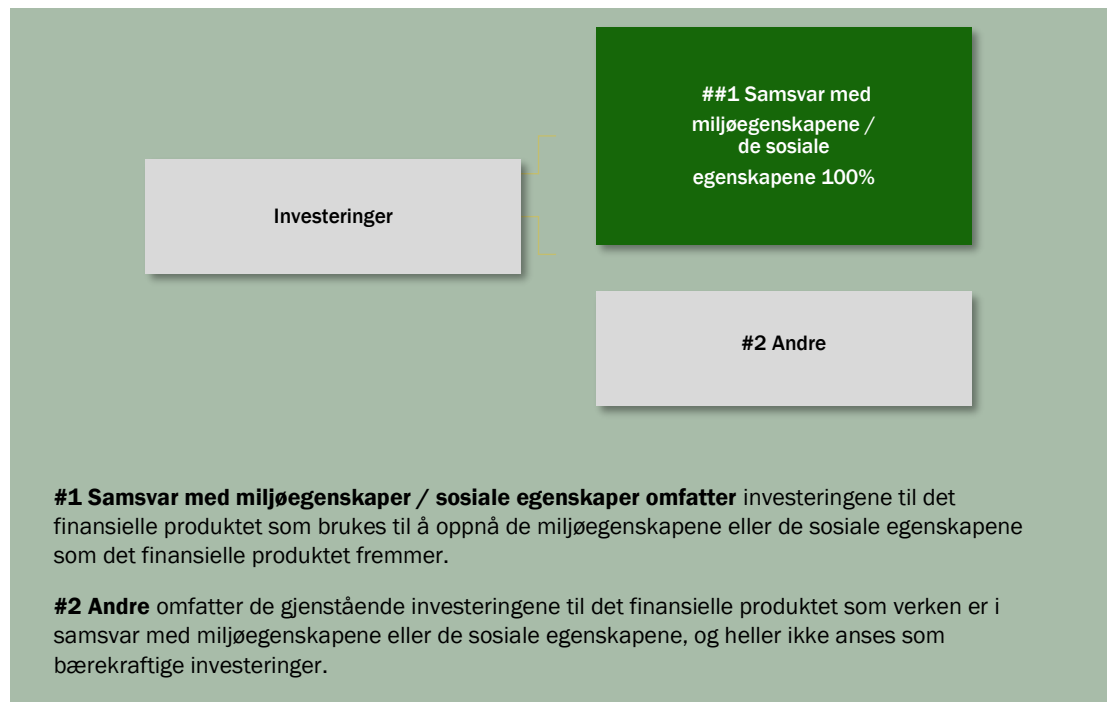 ##1 Samsvar med
miljøegenskapene /
de sosiale
egenskapene 100%
Investeringer
#2 Andre
#1 Samsvar med miljøegenskaper / sosiale egenskaper omfatter investeringene til det
finansielle produktet som brukes til å oppnå de miljøegenskapene eller de sosiale egenskapene
som det finansielle produktet fremmer.
#2 Andre omfatter de gjenstående investeringene til det finansielle produktet som verken er i
samsvar med miljøegenskapene eller de sosiale egenskapene, og heller ikke anses som
bærekraftige investeringer.